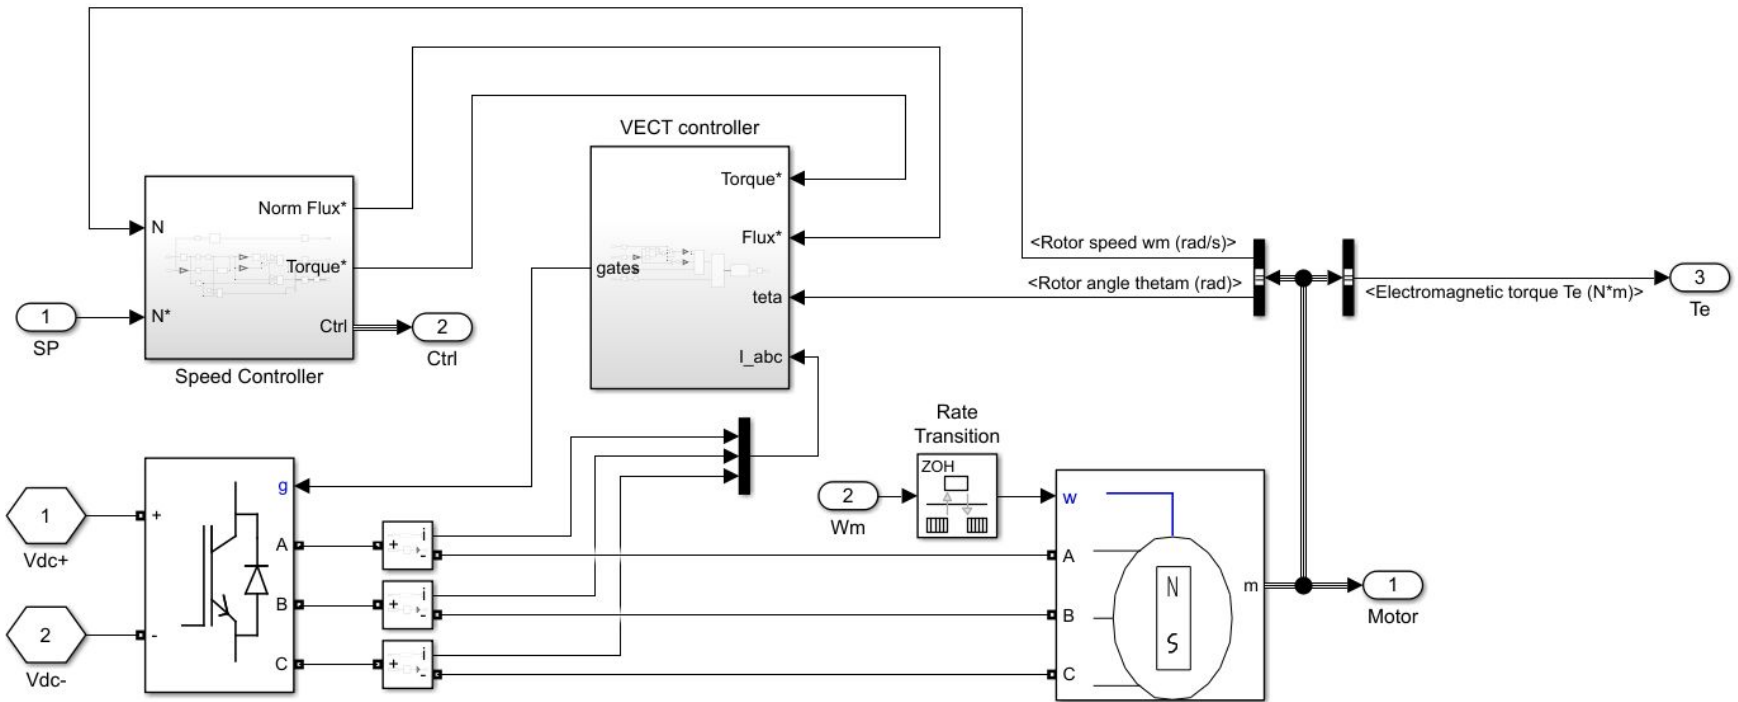 VECT controller
Torque*
Norm Flux*
N
Flux*
<Rotor speed wm (rad/s)>
Torque*
gates
<Rotor angle thetam (rad)>
3
<Electromagnetic torque Te (N*m)>
teta
Te
1
N*
SP
Ctrl
2
Ctrl
I_abc
Speed Controller
Rate
Transition
ZOH
g
2
Wm
w
1
Vdc+
+
A
+
i
-
A
B
+
i
-
B
m
1
Motor
N
S
2
Vdc-
-
C
+
i
-
C